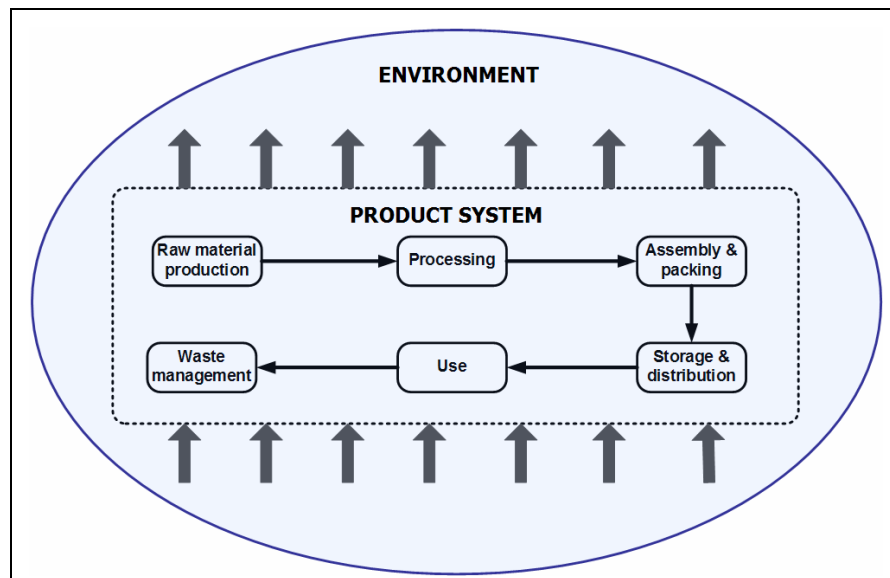 ENVIRONMENT
PRODUCT SYSTEM
Raw material
production
Processing
Assembly &
packing
Waste
management
Use
Storage &
distribution